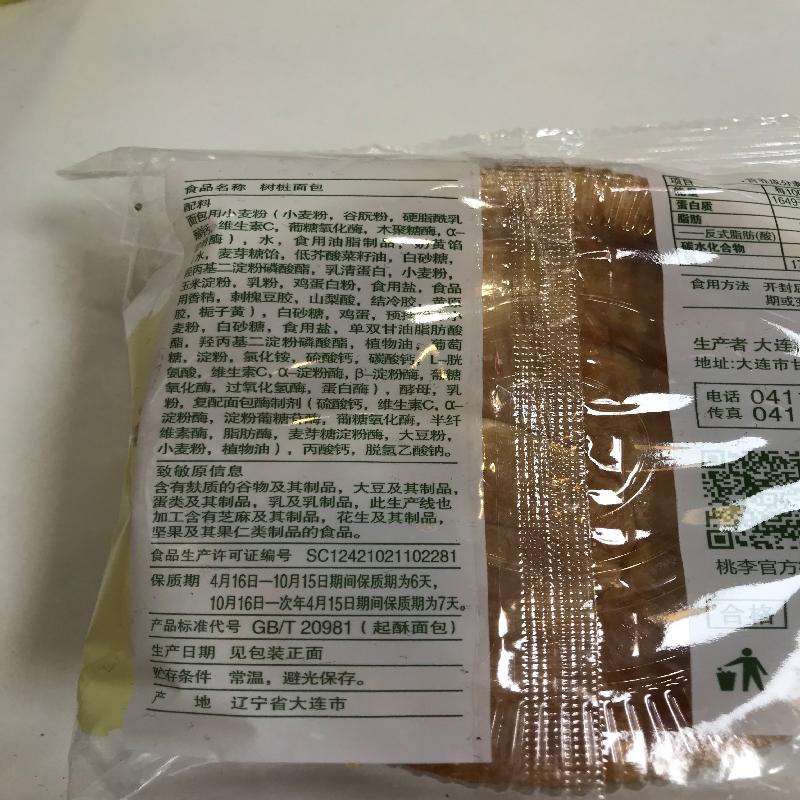 食品名称 树桩面包
配料
面包用小麦粉（小麦粉，谷朊粉，硬脂酰乳
维生素C，葡糖氧化酶，木聚糖酶，α-
），水，食用油脂制品，奶黄馅
水，麦芽糖饴，低芥酸菜籽油，白砂糖，
羟丙基二淀粉磷酸酯，乳清蛋白，小麦粉，
玉米淀粉，乳粉，鸡蛋白粉，食用盐，食品
用香精，刺槐豆胶，山梨酸，结冷胶，黄原
胶，栀子黄），白砂糖，鸡蛋，
麦粉，白砂糖，食用盐，单双甘油脂肪酸
酯，羟丙基二淀粉磷酸酯，植物油，葡萄
糖，淀粉，氯化铵，硫酸钙，碳酸钙，L-胱
氨酸，维生素C，α-淀粉酶，β-淀粉酶，葡糖
氧化酶，过氧化氢酶，蛋白酶），酵母，乳
粉，复配面包酶制剂（硫酸钙，维生素C，α-
淀粉酶，淀粉葡糖苷酶，葡糖氧化酶，半纤
维素酶，脂肪酶，麦芽糖淀粉酶，大豆粉，
小麦粉，植物油），丙酸钙，脱氢乙酸钠。
致敏原信息
含有麸质的谷物及其制品，大豆及其制品，
蛋类及其制品，乳及乳制品，此生产线也
加工含有芝麻及其制品，花生及其制品，
坚果及其果仁类制品的食品。
食品生产许可证编号 SC12421021102281
保质期 4月16日—10月15日期间保质期为6天，
10月16日—次年4月15日期间保质期为7天。
产品标准代号 GB/T 20981（起酥面包）
生产日期 见包装正面
贮存条件 常温，避光保存。
产 地 辽宁省大连市
项目
蛋白质
脂肪
—反式脂肪(酸)
碳水化合物
食用方法 开封后
期或
生产者 大连
地址：大连市甘
电话 041
传真 041
桃李官方
合格